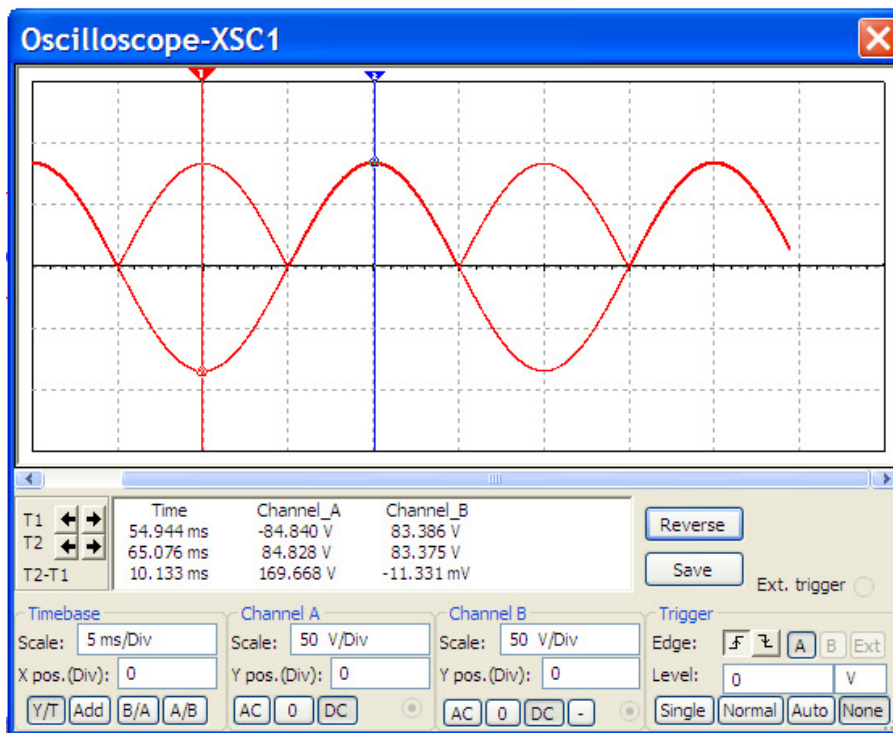 Oscilloscope-XSC1
1
2
Time Channel_A Channel_B
T1 54.944 ms -84.840 V 83.386 V
T2 65.076 ms 84.828 V 83.375 V
T2-T1 10.133 ms 169.668 V -11.331 mV
Reverse
Save
Ext. trigger
Timebase
Scale: 5 ms/Div
X pos.(Div): 0
Y/T Add B/A A/B
Channel A
Scale: 50 V/Div
Y pos.(Div): 0
AC 0 DC
Channel B
Scale: 50 V/Div
Y pos.(Div): 0
AC 0 DC -
Trigger
Edge: A B Ext
Level: 0 V
Single Normal Auto None